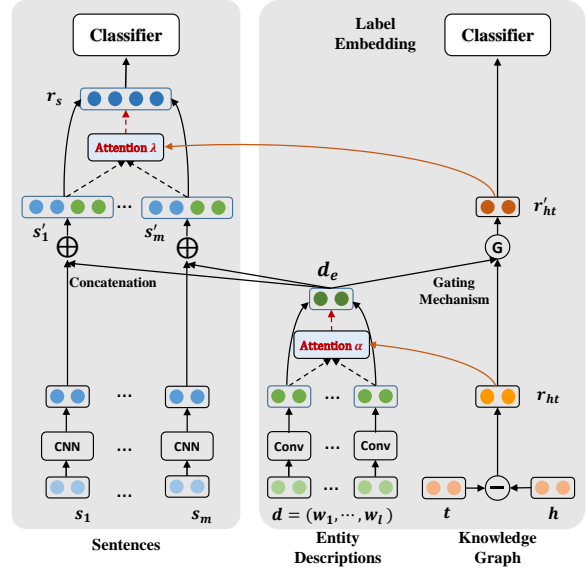 Classifier
Label
Embedding
Classifier
r_s
Attention λ
...
s'_1
s'_m
r'_ht
G
Concatenation
d_e
Gating
Mechanism
Attention α
...
...
r_ht
CNN
...
CNN
Conv
...
Conv
...
...
s_1
s_m
d = (w_1, ⋯, w_l)
t
h
Sentences
Entity
Descriptions
Knowledge
Graph